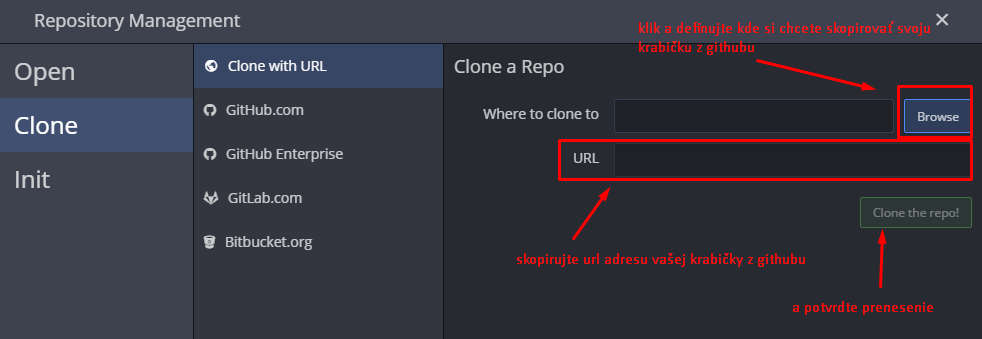 Repository Management
Open
Clone
Init
Clone with URL
GitHub.com
GitHub Enterprise
GitLab.com
Bitbucket.org
klik a definujte kde si chcete skopirovať svoju
krabičku z githubu
Clone a Repo
Where to clone to
Browse
URL
Clone the repo!
skopirujte url adresu vašej krabičky z githubu
a potvrdte prenesenie